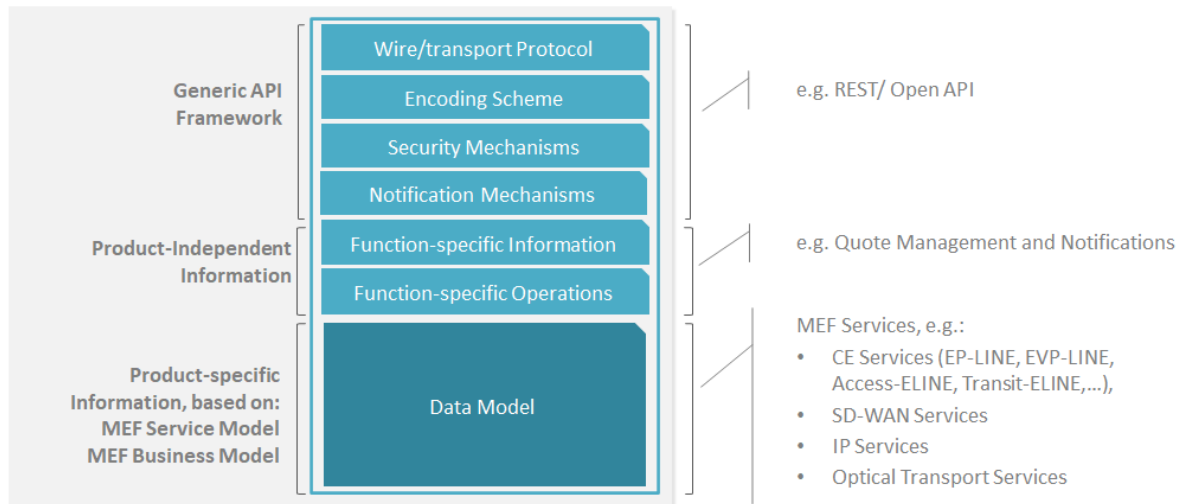 Wire/transport Protocol
Encoding Scheme
Security Mechanisms
Notification Mechanisms
Function-specific Information
Function-specific Operations
Data Model
Generic API
Framework
Product-Independent
Information
Product-specific
Information, based on:
MEF Service Model
MEF Business Model
e.g. REST/ Open API
e.g. Quote Management and Notifications
MEF Services, e.g.:
• CE Services (EP-LINE, EVP-LINE,
Access-ELINE, Transit-ELINE,...),
• SD-WAN Services
• IP Services
• Optical Transport Services